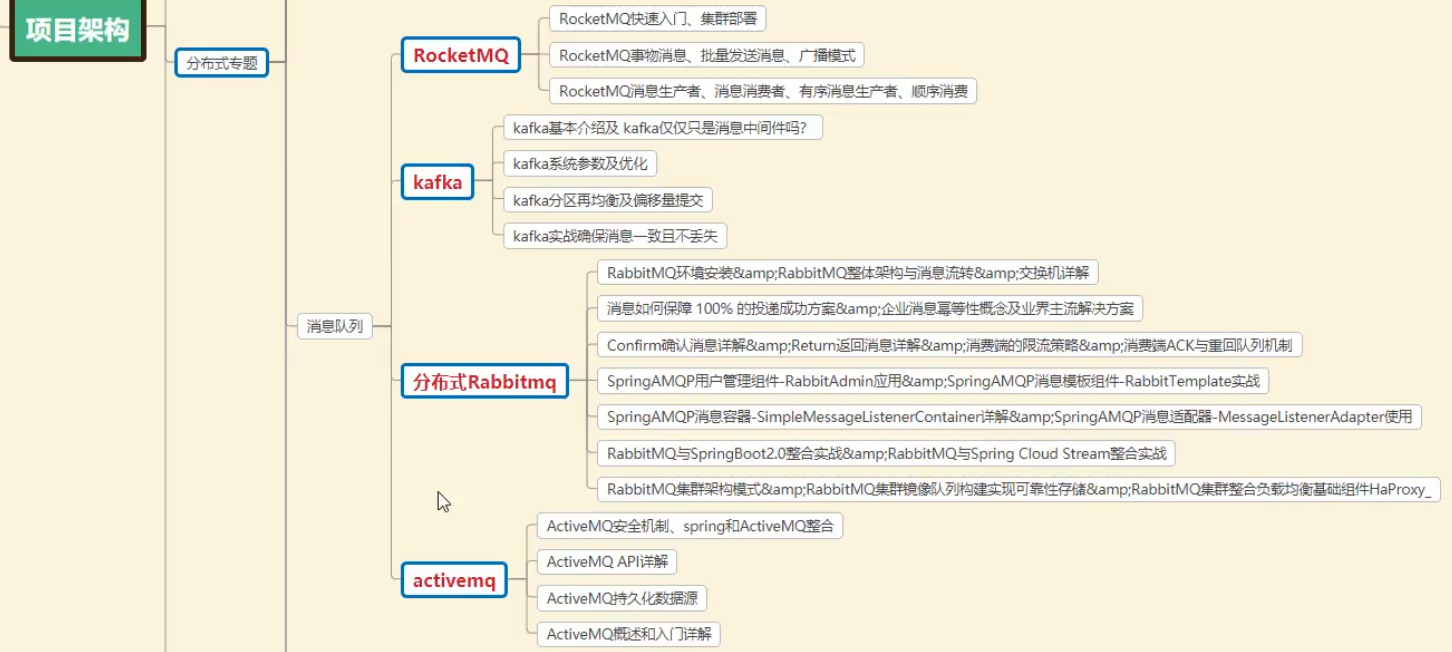 项目架构
分布式专题
消息队列
RocketMQ
RocketMQ快速入门、集群部署
RocketMQ事物消息、批量发送消息、广播模式
RocketMQ消息生产者、消息消费者、有序消息生产者、顺序消费
kafka
kafka基本介绍及 kafka仅仅只是消息中间件吗？
kafka系统参数及优化
kafka分区再均衡及偏移量提交
kafka实战确保消息一致且不丢失
分布式Rabbitmq
RabbitMQ环境安装&amp;RabbitMQ整体架构与消息流转&amp;交换机详解
消息如何保障 100% 的投递成功方案&amp;企业消息幂等性概念及业界主流解决方案
Confirm确认消息详解&amp;Return返回消息详解&amp;消费端的限流策略&amp;消费端ACK与重回队列机制
SpringAMQP用户管理组件-RabbitAdmin应用&amp;SpringAMQP消息模板组件-RabbitTemplate实战
SpringAMQP消息容器-SimpleMessageListenerContainer详解&amp;SpringAMQP消息适配器-MessageListenerAdapter使用
RabbitMQ与SpringBoot2.0整合实战&amp;RabbitMQ与Spring Cloud Stream整合实战
RabbitMQ集群架构模式&amp;RabbitMQ集群镜像队列构建实现可靠性存储&amp;RabbitMQ集群整合负载均衡基础组件HaProxy_
activemq
ActiveMQ安全机制、spring和ActiveMQ整合
ActiveMQ API详解
ActiveMQ持久化数据源
ActiveMQ概述和入门详解